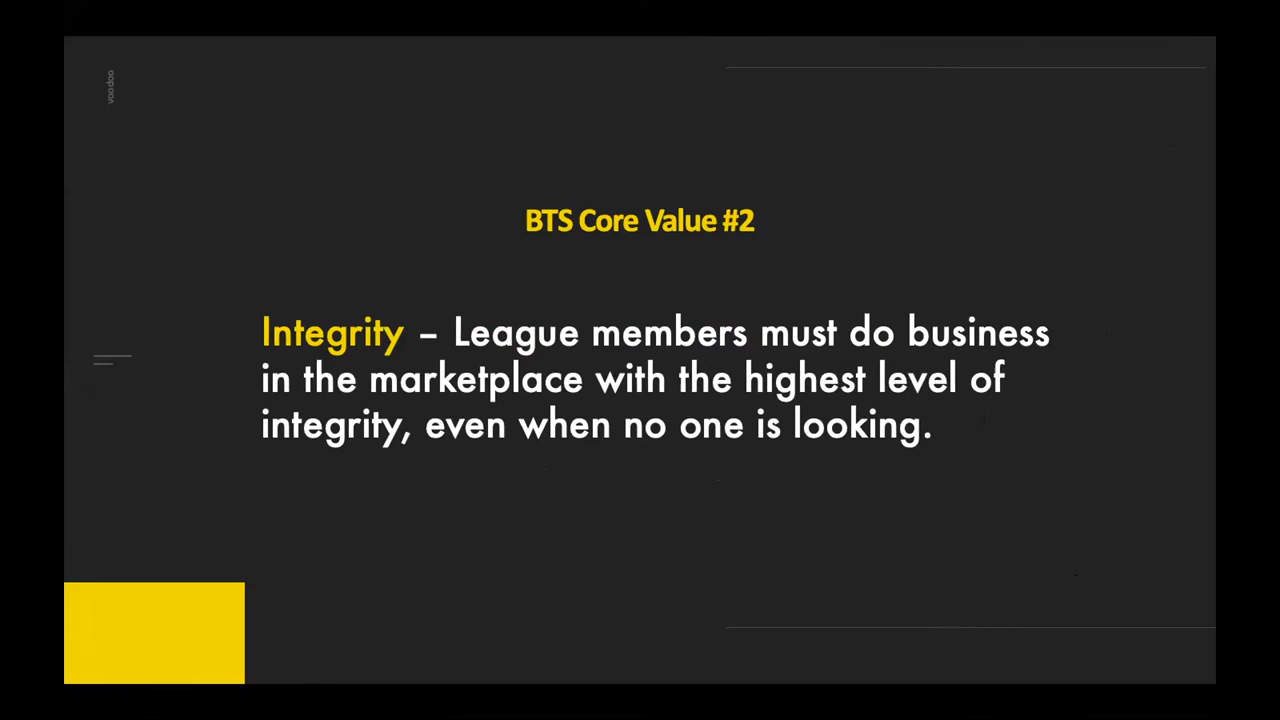 voodoo
BTS Core Value #2
Integrity – League members must do business
in the marketplace with the highest level of
integrity, even when no one is looking.